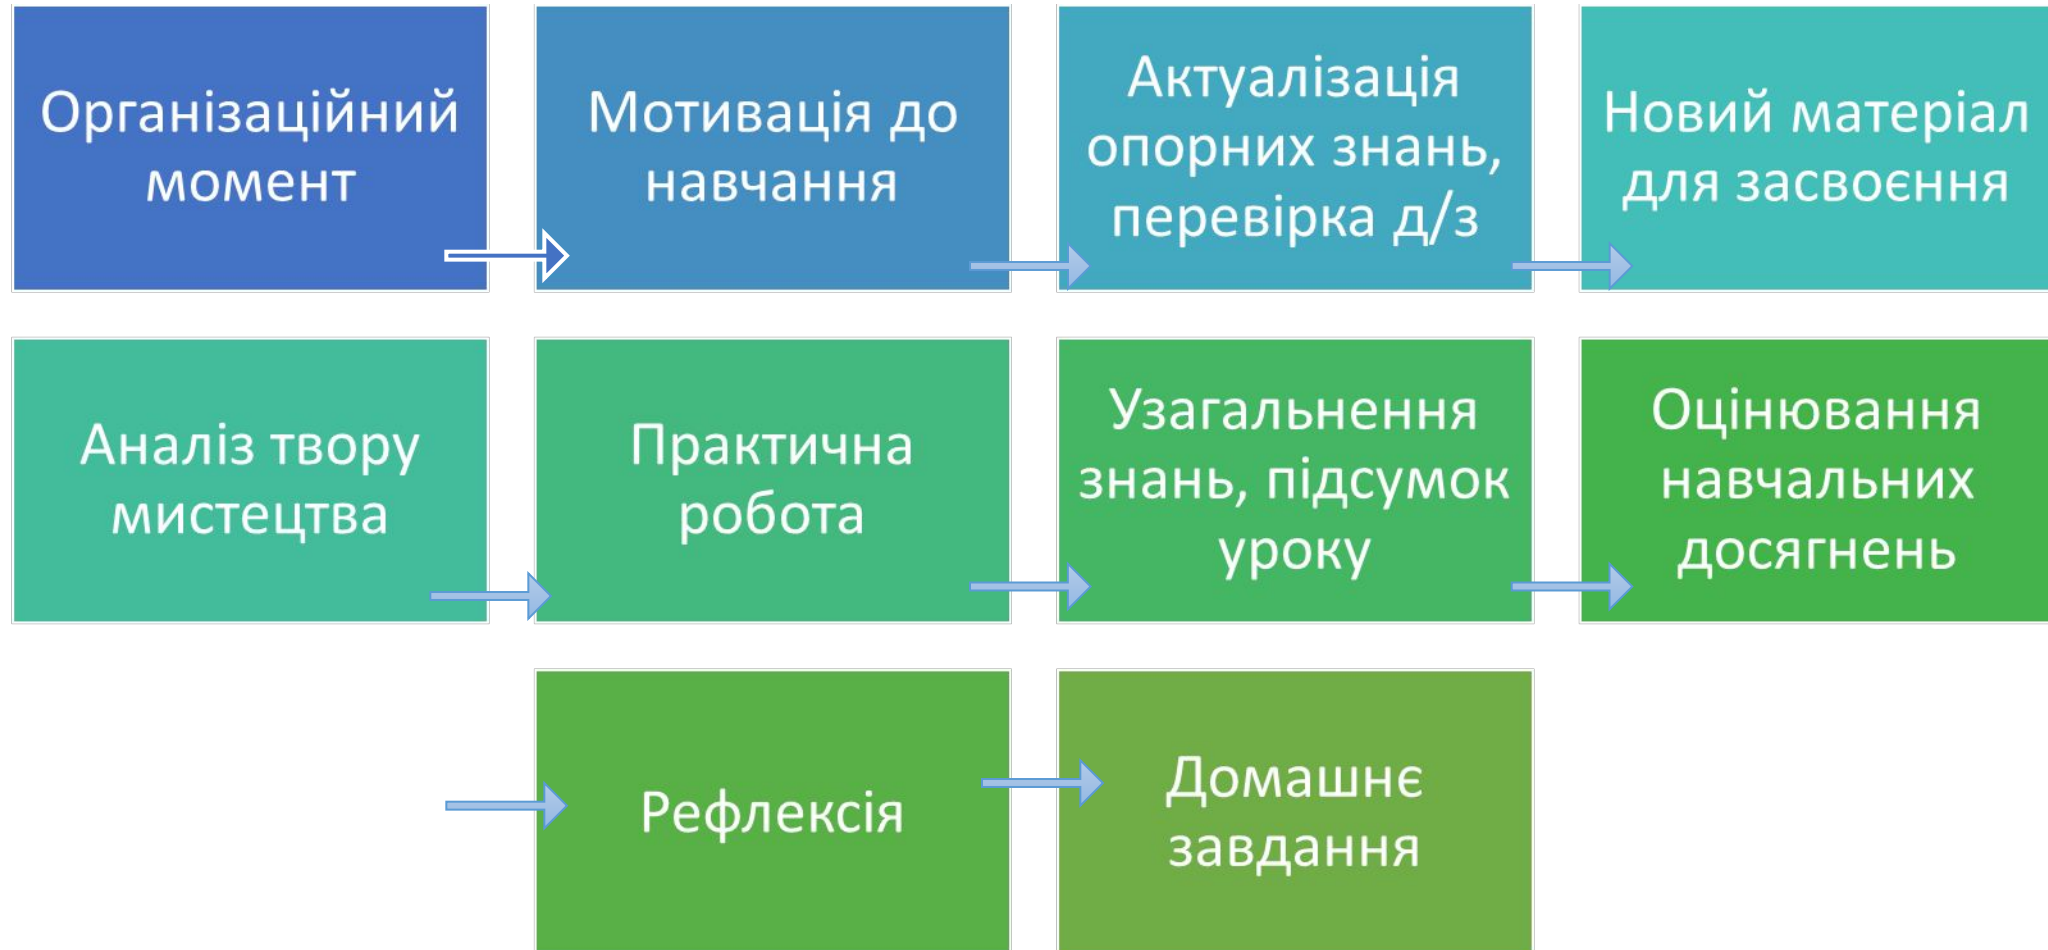 Організаційний
момент
Мотивація до
навчання
Актуалізація
опорних знань,
перевірка д/з
Новий матеріал
для засвоєння
Аналіз твору
мистецтва
Практична
робота
Узагальнення
знань, підсумок
уроку
Оцінювання
навчальних
досягнень
Рефлексія
Домашнє
завдання